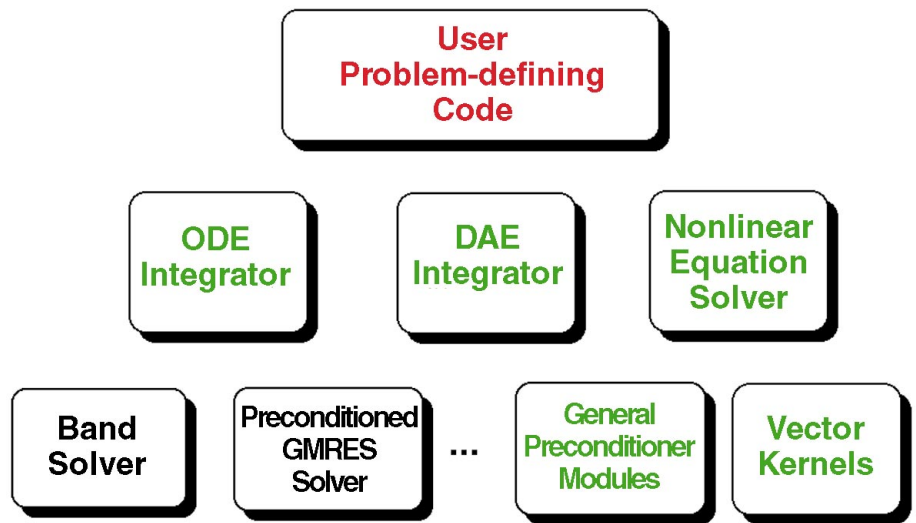 User
Problem-defining
Code
ODE
Integrator
DAE
Integrator
Nonlinear
Equation
Solver
Band
Solver
Preconditioned
GMRES
Solver
...
General
Preconditioner
Modules
Vector
Kernels